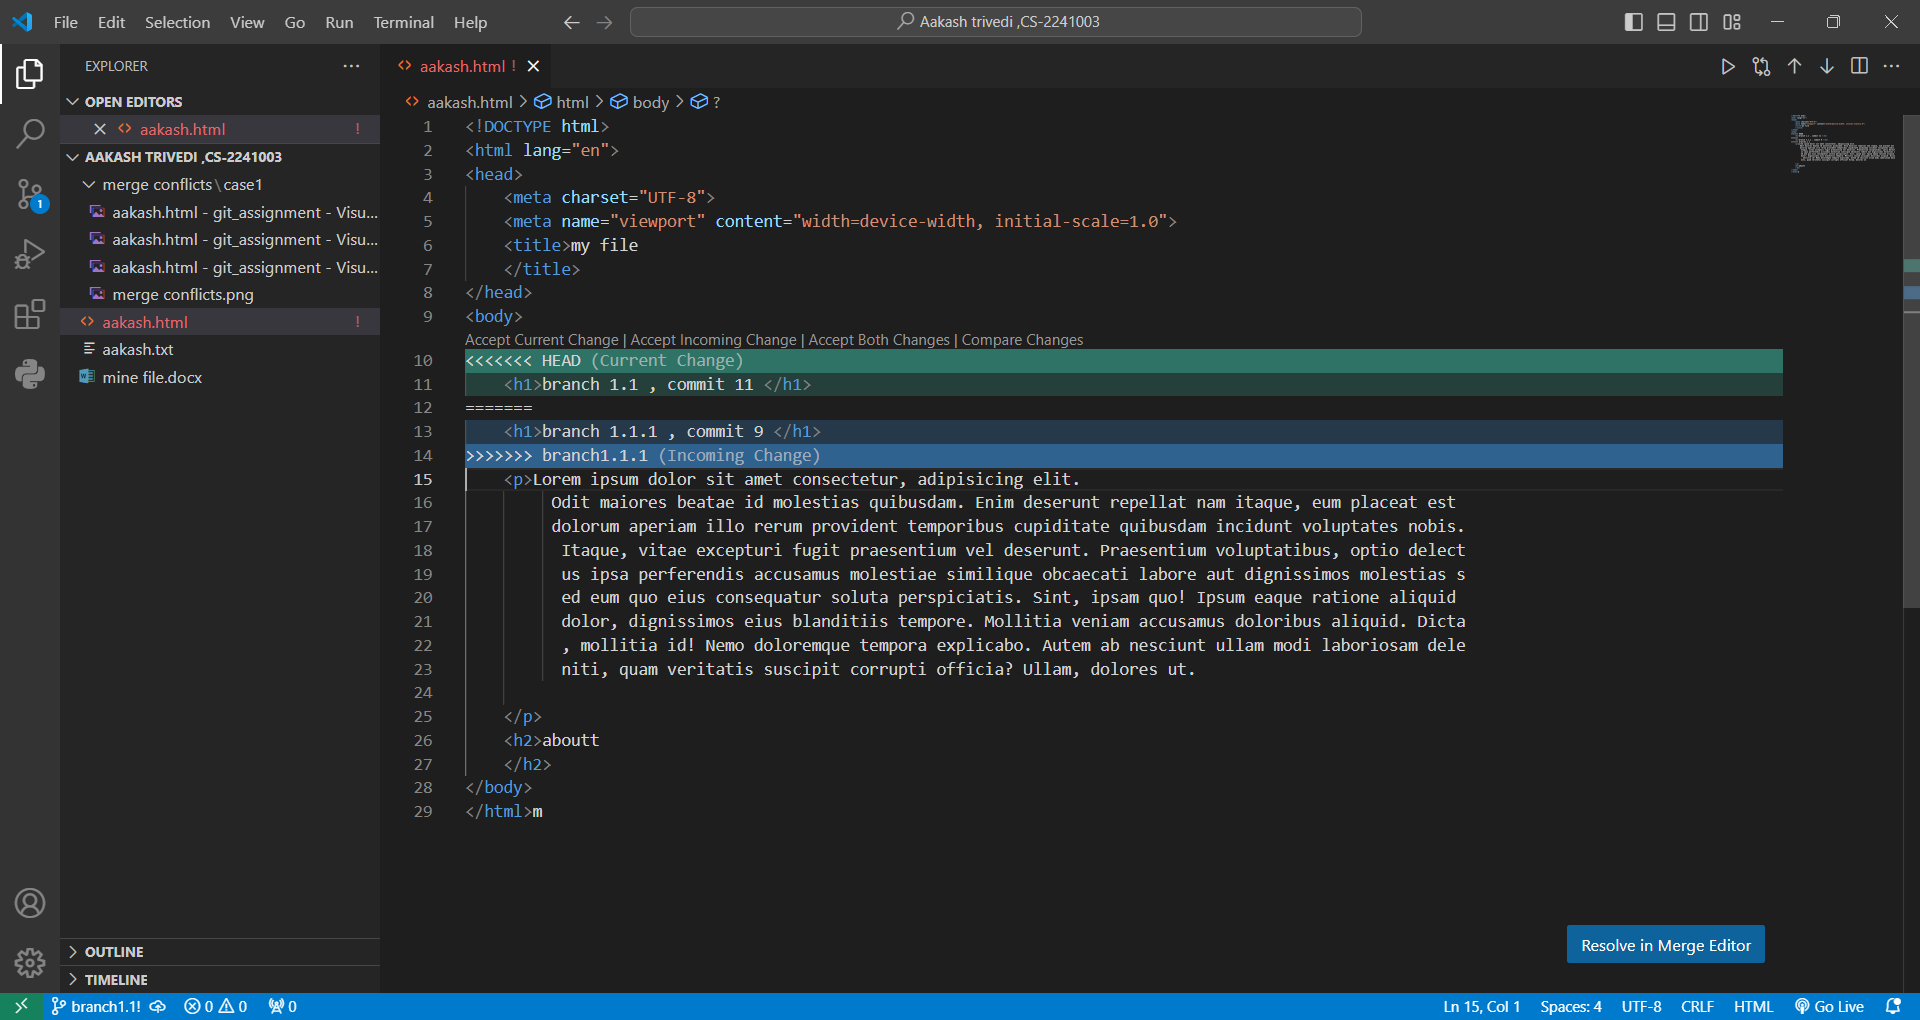 File Edit Selection View Go Run Terminal Help
Aakash trivedi ,CS-2241003
EXPLORER
OPEN EDITORS
aakash.html !
AAKASH TRIVEDI ,CS-2241003
merge conflicts\case1
aakash.html - git_assignment - Visu...
aakash.html - git_assignment - Visu...
aakash.html - git_assignment - Visu...
merge conflicts.png
aakash.html !
aakash.txt
mine file.docx
OUTLINE
TIMELINE
aakash.html !
aakash.html > html > body > ?
1 <!DOCTYPE html>
2 <html lang="en">
3 <head>
4 <meta charset="UTF-8">
5 <meta name="viewport" content="width=device-width, initial-scale=1.0">
6 <title>my file
7 </title>
8 </head>
9 <body>
Accept Current Change | Accept Incoming Change | Accept Both Changes | Compare Changes
10 <<<<<<< HEAD (Current Change)
11 <h1>branch 1.1 , commit 11 </h1>
12 =======
13 <h1>branch 1.1.1 , commit 9 </h1>
14 >>>>>>> branch1.1.1 (Incoming Change)
15 <p>Lorem ipsum dolor sit amet consectetur, adipisicing elit.
16 Odit maiores beatae id molestias quibusdam. Enim deserunt repellat nam itaque, eum placeat est
17 dolorum aperiam illo rerum provident temporibus cupiditate quibusdam incidunt voluptates nobis.
18 Itaque, vitae excepturi fugit praesentium vel deserunt. Praesentium voluptatibus, optio delect
19 us ipsa perferendis accusamus molestiae similique obcaecati labore aut dignissimos molestias s
20 ed eum quo eius consequatur soluta perspiciatis. Sint, ipsam quo! Ipsum eaque ratione aliquid
21 dolor, dignissimos eius blanditiis tempore. Mollitia veniam accusamus doloribus aliquid. Dicta
22 , mollitia id! Nemo doloremque tempora explicabo. Autem ab nesciunt ullam modi laboriosam dele
23 niti, quam veritatis suscipit corrupti officia? Ullam, dolores ut.
24
25 </p>
26 <h2>aboutt
27 </h2>
28 </body>
29 </html>m
Resolve in Merge Editor
1
branch1.1! 0 0 0
Ln 15, Col 1 Spaces: 4 UTF-8 CRLF HTML Go Live